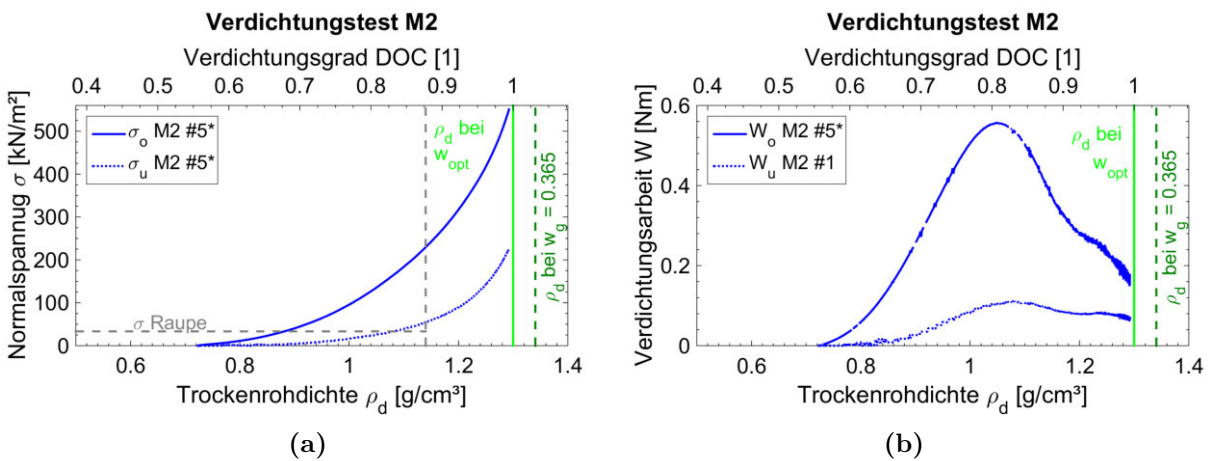 Verdichtungstest M2
Verdichtungsgrad DOC [1]
0.4 0.5 0.6 0.7 0.8 0.9 1
Normalspannug σ [kN/m²]
500
400
300
200
100
0
σo M2 #5*
σu M2 #5*
ρd bei
wopt
ρd bei wg = 0.365
σ Raupe
0.6 0.8 1 1.2 1.4
Trockenrohdichte ρd [g/cm³]
(a)
Verdichtungstest M2
Verdichtungsgrad DOC [1]
0.4 0.5 0.6 0.7 0.8 0.9 1
Verdichtungsarbeit W [Nm]
0.6
0.4
0.2
0
Wo M2 #5*
Wu M2 #1
ρd bei
wopt
ρd bei wg = 0.365
0.6 0.8 1 1.2 1.4
Trockenrohdichte ρd [g/cm³]
(b)